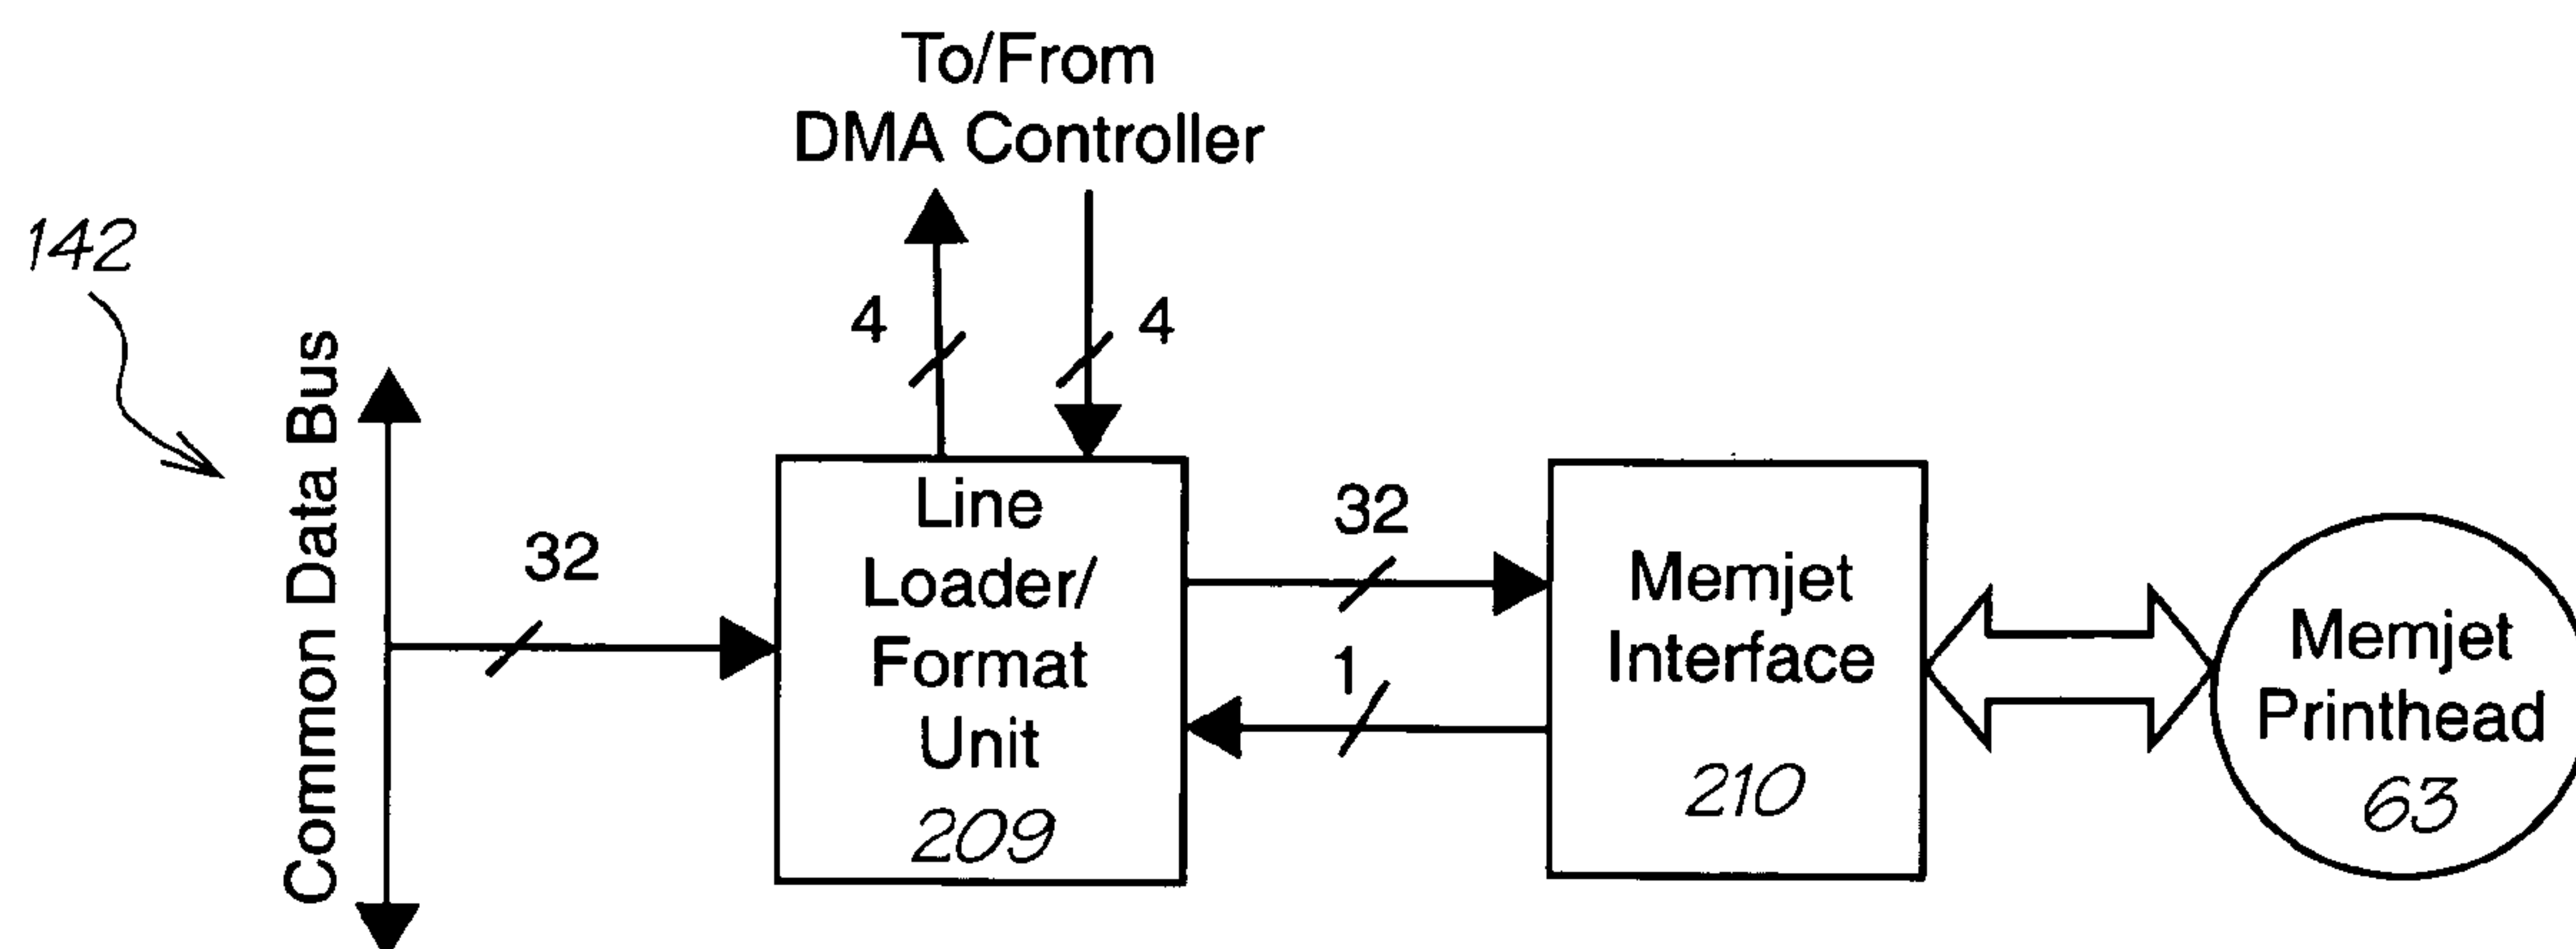 To/From
DMA Controller
142
4
4
Common Data Bus
32
Line
Loader/
Format
Unit
209
32
1
Memjet
Interface
210
Memjet
Printhead
63